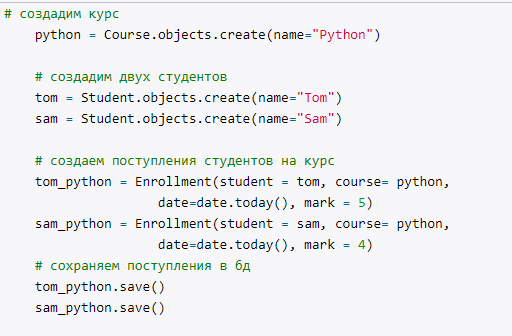 # создадим курс
python = Course.objects.create(name="Python")
# создадим двух студентов
tom = Student.objects.create(name="Tom")
sam = Student.objects.create(name="Sam")
# создаем поступления студентов на курс
tom_python = Enrollment(student = tom, course= python,
date=date.today(), mark = 5)
sam_python = Enrollment(student = sam, course= python,
date=date.today(), mark = 4)
# сохраняем поступления в бд
tom_python.save()
sam_python.save()